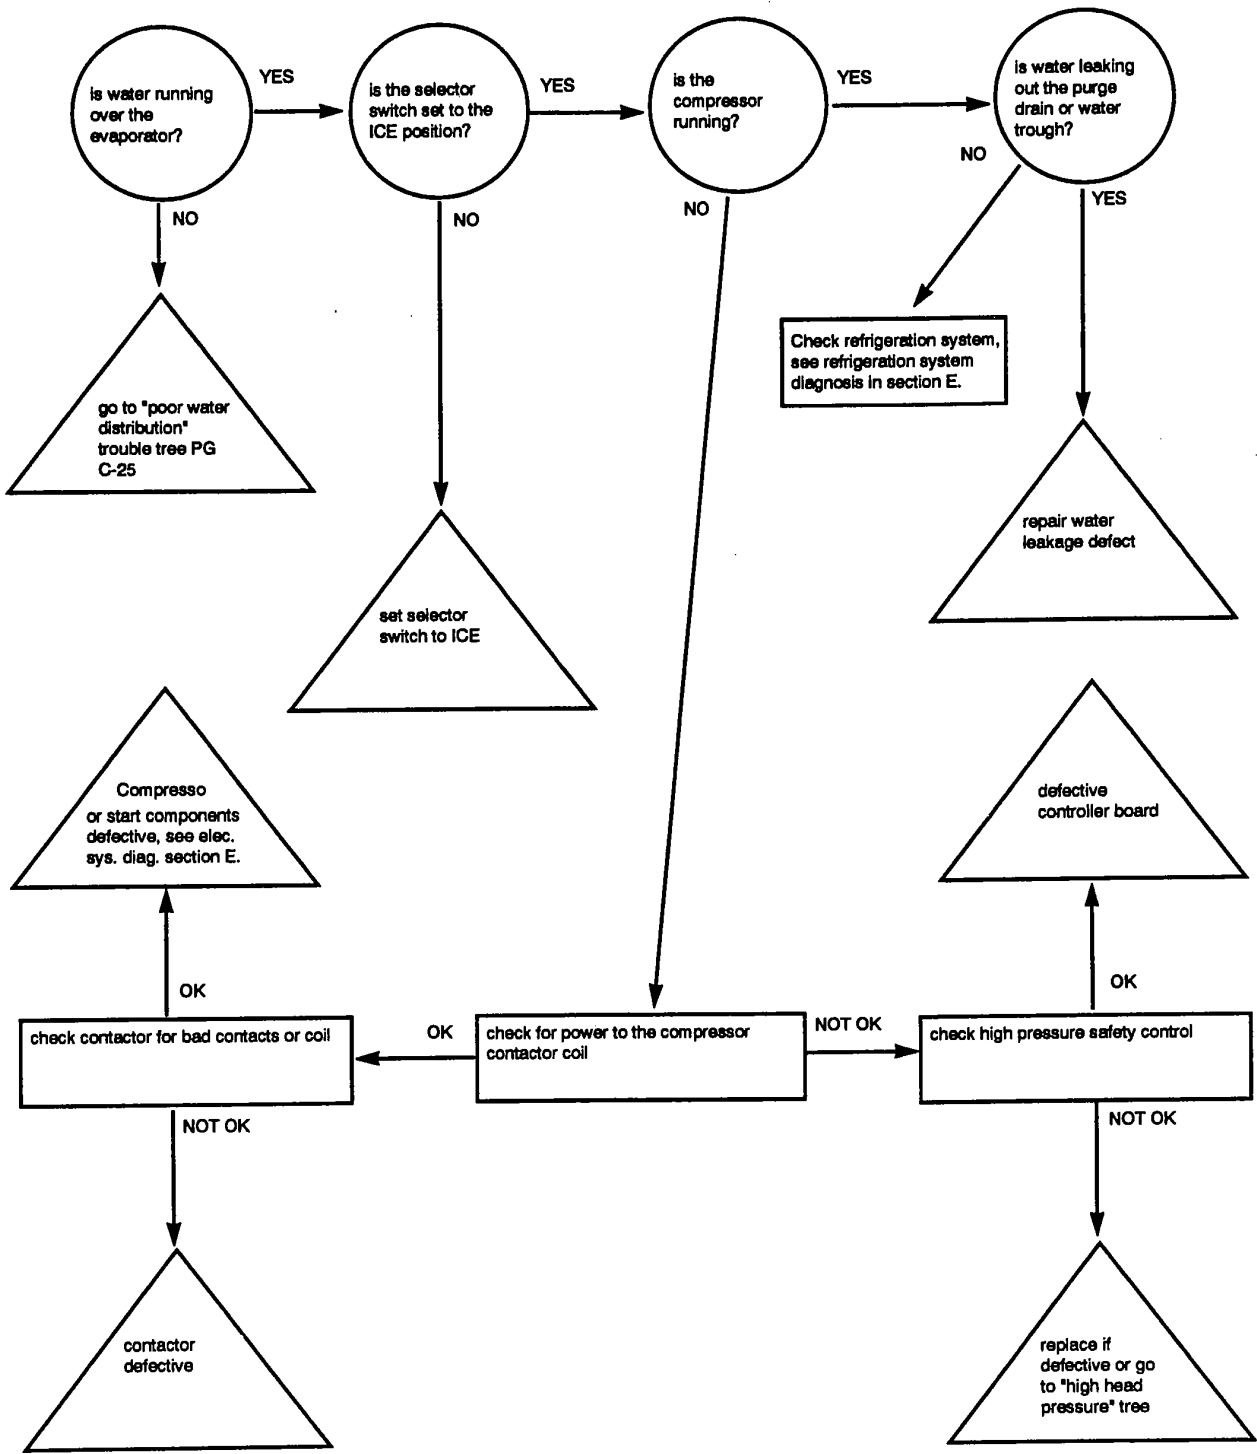 is water running
over the
evaporator?
YES
is the selector
switch set to the
ICE position?
YES
is the
compressor
running?
YES
is water leaking
out the purge
drain or water
trough?
NO
NO
NO
NO
YES
go to "poor water
distribution"
trouble tree PG
C-25
Check refrigeration system,
see refrigeration system
diagnosis in section E.
repair water
leakage defect
set selector
switch to ICE
Compresso
or start components
defective, see elec.
sys. diag. section E.
defective
controller board
OK
OK
check contactor for bad contacts or coil
OK
check for power to the compressor
contactor coil
NOT OK
check high pressure safety control
NOT OK
NOT OK
contactor
defective
replace if
defective or go
to "high head
pressure" tree